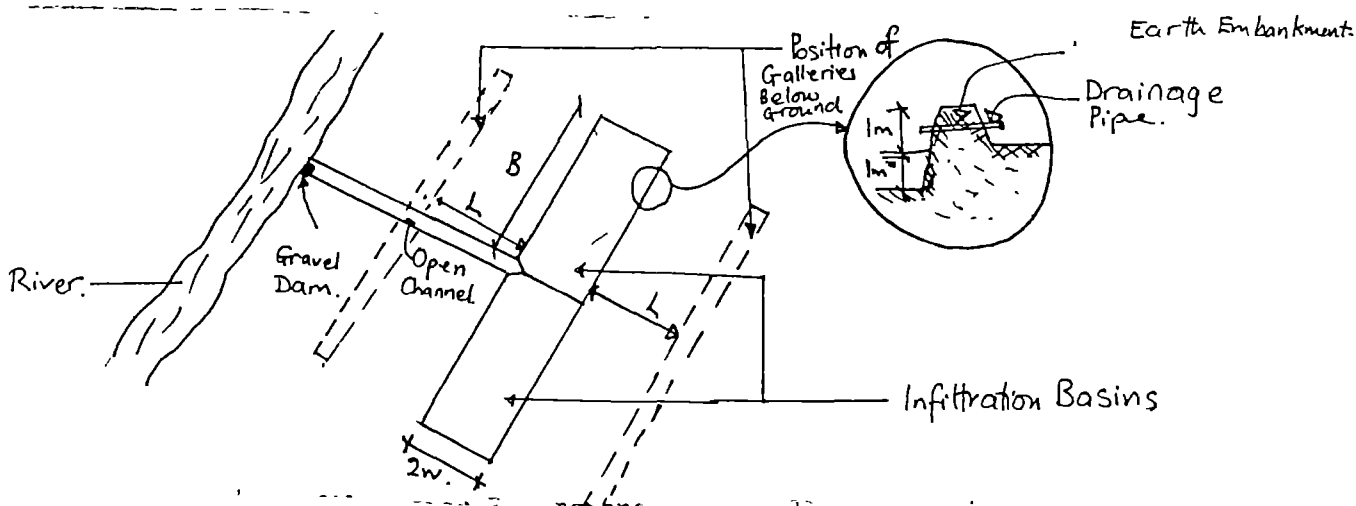 Earth Embankment.
Position of
Galleries
Below
Ground
Drainage
Pipe.
1m
1m
B
L
Gravel
Dam.
Open
Channel.
River.
L
Infiltration Basins
2w.